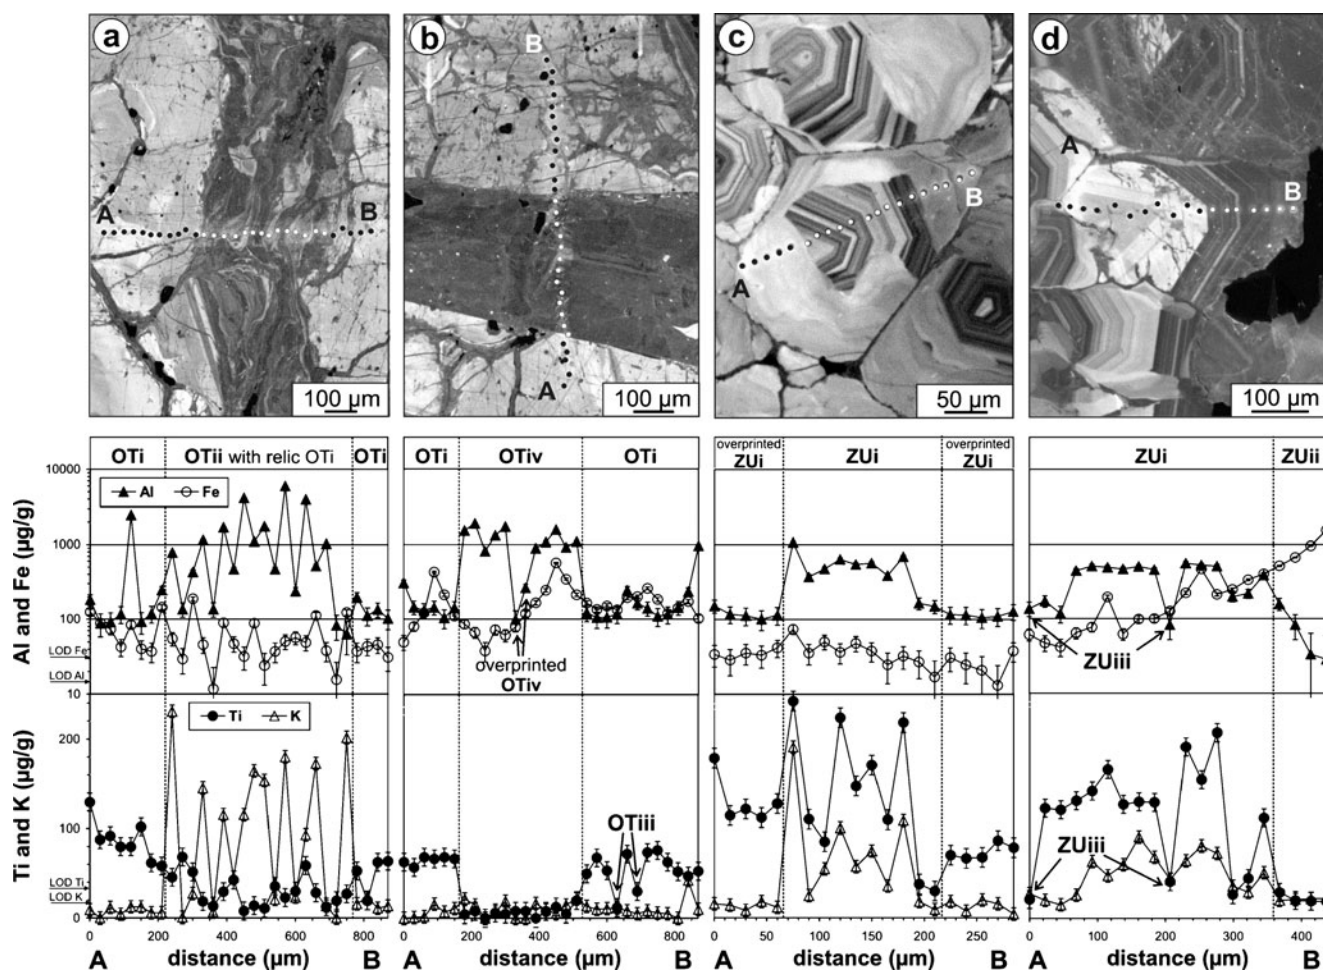 a
b
c
d
B
A
B
A
B
A
A
B
100 µm
100 µm
50 µm
100 µm
OTi
OTii with relic OTi
OTi
OTi
OTiv
OTi
overprinted
ZUi
ZUi
overprinted
ZUi
ZUi
ZUii
Al and Fe (µg/g)
10000
1000
100
10
LOD Fe
LOD Al
Al
Fe
overprinted
OTiv
ZUiii
Ti and K (µg/g)
200
100
0
LOD Ti
LOD K
Ti
K
OTiii
ZUiii
0 200 400 600 800
0 200 400 600
0 50 100 150 200 250
0 100 200 300 400
A distance (µm) B
A distance (µm) B
A distance (µm) B
A distance (µm) B